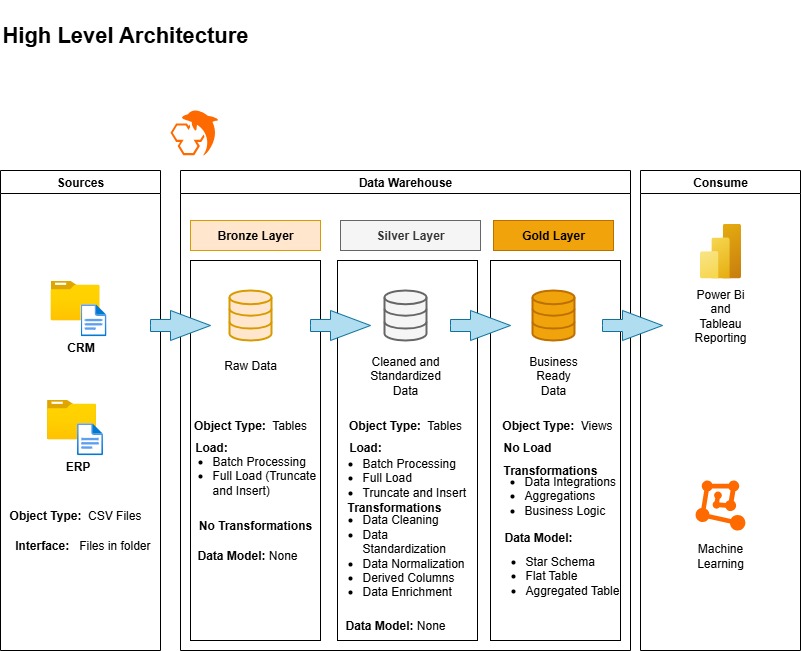 High Level Architecture
Sources
CRM
ERP
Object Type: CSV Files
Interface: Files in folder
Data Warehouse
Bronze Layer
Raw Data
Object Type: Tables
Load:
• Batch Processing
• Full Load (Truncate
and Insert)
No Transformations
Data Model: None
Silver Layer
Cleaned and
Standardized
Data
Object Type: Tables
Load:
• Batch Processing
• Full Load
• Truncate and Insert
Transformations
• Data Cleaning
• Data
Standardization
• Data Normalization
• Derived Columns
• Data Enrichment
Data Model: None
Gold Layer
Business
Ready
Data
Object Type: Views
No Load
Transformations
• Data Integrations
• Aggregations
• Business Logic
Data Model:
• Star Schema
• Flat Table
• Aggregated Table
Consume
Power Bi
and
Tableau
Reporting
Machine
Learning